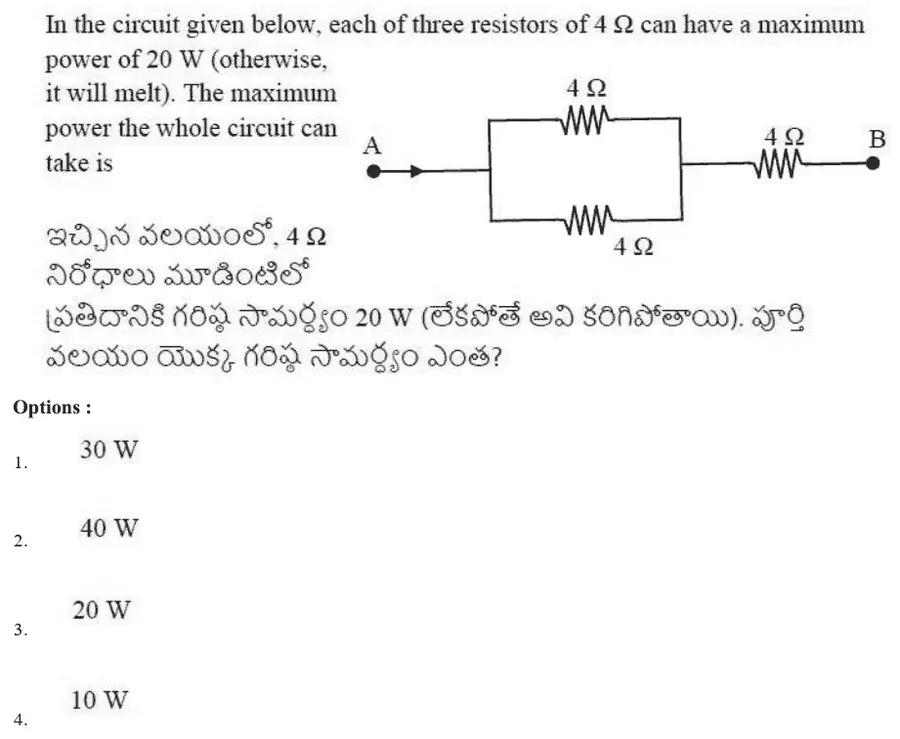 In the circuit given below, each of three resistors of 4 Ω can have a maximum
power of 20 W (otherwise,
it will melt). The maximum
power the whole circuit can
take is
4 Ω
A
4 Ω
B
4 Ω
ఇచ్చిన వలయంలో, 4 Ω
నిరోధాలు మూడింటిలో
ప్రతిదానికి గరిష్ఠ సామర్థ్యం 20 W (లేకపోతే అవి కరిగిపోతాయి). పూర్తి
వలయం యొక్క గరిష్ఠ సామర్థ్యం ఎంత?
Options :
1. 30 W
2. 40 W
3. 20 W
4. 10 W